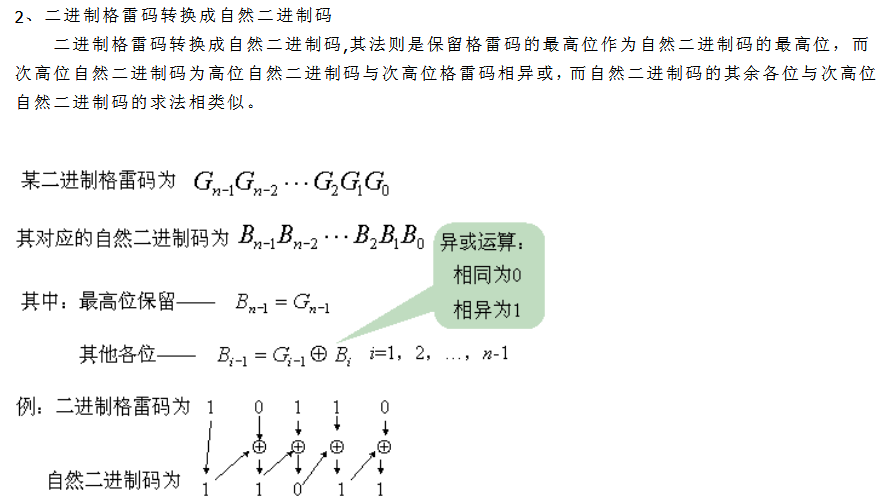 2、二进制格雷码转换成自然二进制码
二进制格雷码转换成自然二进制码,其法则是保留格雷码的最高位作为自然二进制码的最高位，而
次高位自然二进制码为高位自然二进制码与次高位格雷码相异或，而自然二进制码的其余各位与次高位
自然二进制码的求法相类似。
某二进制格雷码为 Gn−1Gn−2⋯G2G1G0
其对应的自然二进制码为 Bn−1Bn−2⋯B2B1B0
异或运算：
相同为0
相异为1
其中：最高位保留—— Bn−1 = Gn−1
其他各位—— Bi−1 = Gi−1 ⊕ Bi i=1，2，…，n-1
例：二进制格雷码为 1 0 1 1 0
⊕ ⊕ ⊕ ⊕
自然二进制码为 1 1 0 1 1